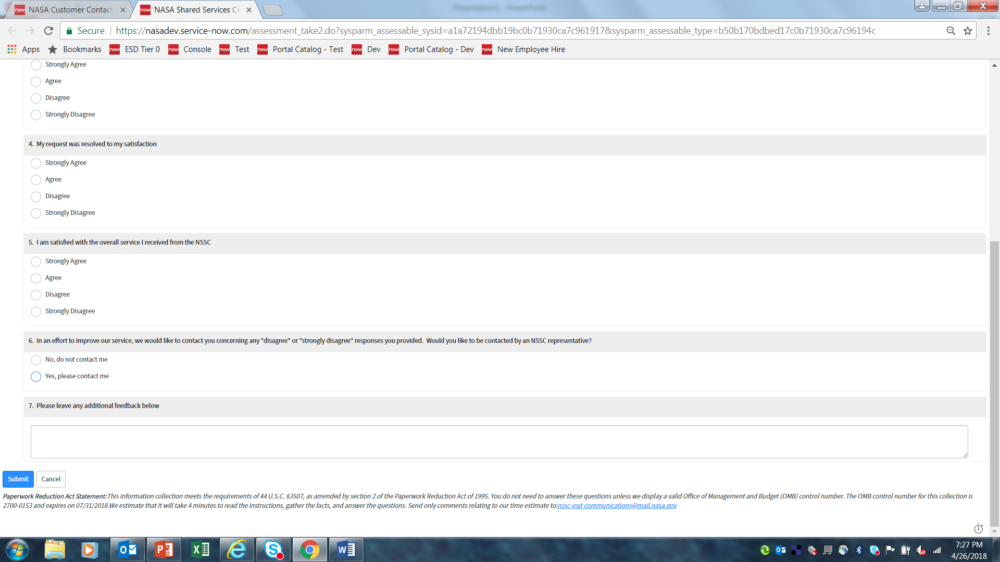 NASA Customer Contact
NASA Shared Services Ce
Presentation1 - PowerPoint
Secure
https://nasadev.service-now.com/assessment_take2.do?sysparm_assessable_sysid=a1a72194dbb19bc0b71930ca7c961917&sysparm_assessable_type=b50b170bdbed17c0b71930ca7c96194c
Apps Bookmarks now ESD Tier 0 now Console now Test now Portal Catalog - Test now Dev now Portal Catalog - Dev now New Employee Hire
Strongly Agree
Agree
Disagree
Strongly Disagree
4. My request was resolved to my satisfaction
Strongly Agree
Agree
Disagree
Strongly Disagree
5. I am satisfied with the overall service I received from the NSSC
Strongly Agree
Agree
Disagree
Strongly Disagree
6. In an effort to improve our service, we would like to contact you concerning any "disagree" or "strongly disagree" responses you provided. Would you like to be contacted by an NSSC representative?
No, do not contact me
Yes, please contact me
7. Please leave any additional feedback below
Submit Cancel
Paperwork Reduction Act Statement:This information collection meets the requirements of 44 U.S.C. §3507, as amended by section 2 of the Paperwork Reduction Act of 1995. You do not need to answer these questions unless we display a valid Office of Management and Budget (OMB) control number. The OMB control number for this collection is
2700-0153 and expires on 07/31/2018.We estimate that it will take 4 minutes to read the instructions, gather the facts, and answer the questions. Send only comments relating to our time estimate to:nssc-esd-communications@mail.nasa.gov
7:27 PM
4/26/2018